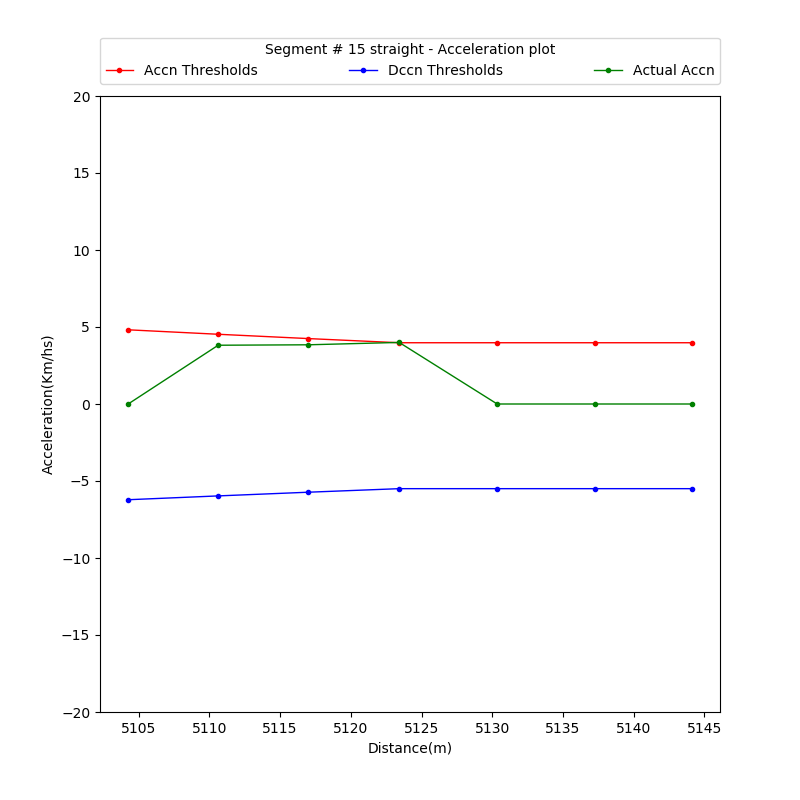 Segment # 15 straight - Acceleration plot
Accn Thresholds Dccn Thresholds Actual Accn
20
15
10
5
0
−5
−10
−15
−20
Acceleration(Km/hs)
5105 5110 5115 5120 5125 5130 5135 5140 5145
Distance(m)